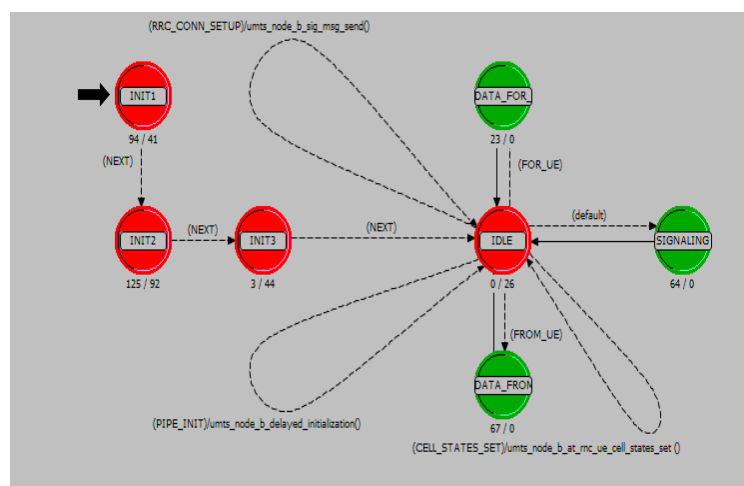 (RRC_CONN_SETUP)/umts_node_b_sig_msg_send()
INIT1
94 / 41
DATA_FOR_
23 / 0
(NEXT)
(FOR_UE)
INIT2
125 / 92
(NEXT)
INIT3
3 / 44
(NEXT)
IDLE
0 / 26
(default)
SIGNALING
64 / 0
(FROM_UE)
DATA_FROM
67 / 0
(PIPE_INIT)/umts_node_b_delayed_initialization()
(CELL_STATES_SET)/umts_node_b_at_rnc_ue_cell_states_set ()